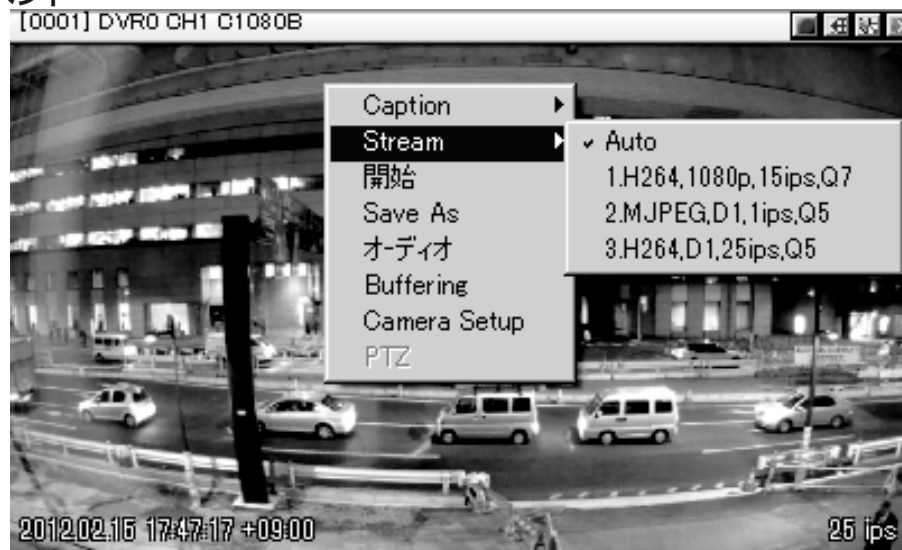 [0001] DVR0 CH1 C1080B
Caption
Stream
開始
Save As
オーディオ
Buffering
Camera Setup
PTZ
Auto
1.H264,1080p,15ips,Q7
2.MJPEG,D1,1ips,Q5
3.H264,D1,25ips,Q5
2012.02.15 17:47:17 +09:00
25 ips